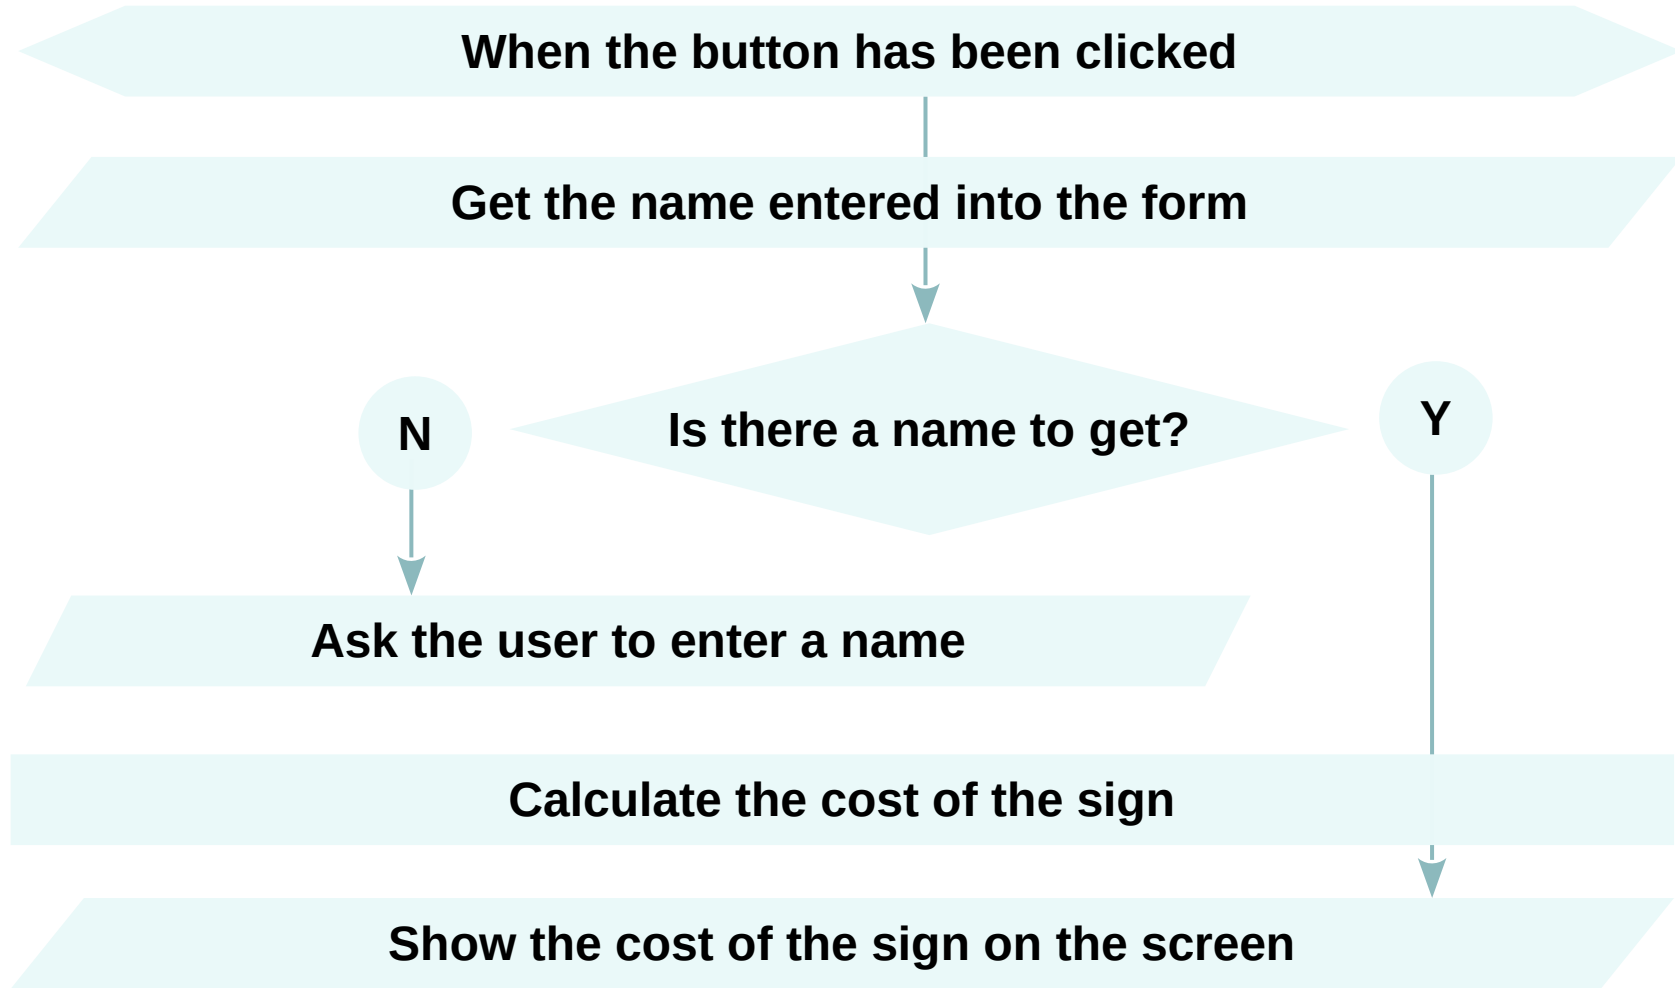 When the button has been clicked
Get the name entered into the form
N
Is there a name to get?
Y
Ask the user to enter a name
Calculate the cost of the sign
Show the cost of the sign on the screen